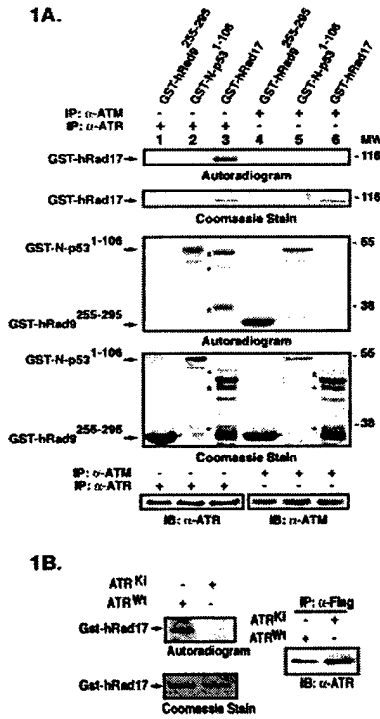 1A.
GST-hRad9 255-295
GST-N-p53 1-106
GST-hRad17
GST-hRad9 255-295
GST-N-p53 1-106
GST-hRad17
IP: α-ATM - - - + + +
IP: α-ATR + + + - - -
1 2 3 4 5 6 MW
GST-hRad17 - 116
Autoradiogram
GST-hRad17 - 116
Coomassie Stain
GST-N-p53 1-106 - 55
- 38
GST-hRad9 255-295
Autoradiogram
GST-N-p53 1-106 - 55
- 38
GST-hRad9 255-295
Coomassie Stain
IP: α-ATM - - - + + +
IP: α-ATR + + + - - -
IB: α-ATR IB: α-ATM
1B.
ATR Ki - +
ATR Wt + -
Gst-hRad17
Autoradiogram
Gst-hRad17
Coomassie Stain
IP: α-Flag
ATR Ki - +
ATR Wt + -
IB: α-ATR